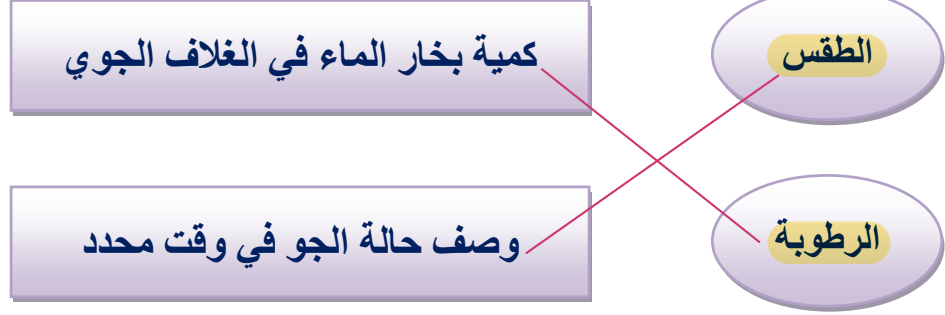 الطقس
كمية بخار الماء في الغلاف الجوي
الرطوبة
وصف حالة الجو في وقت محدد